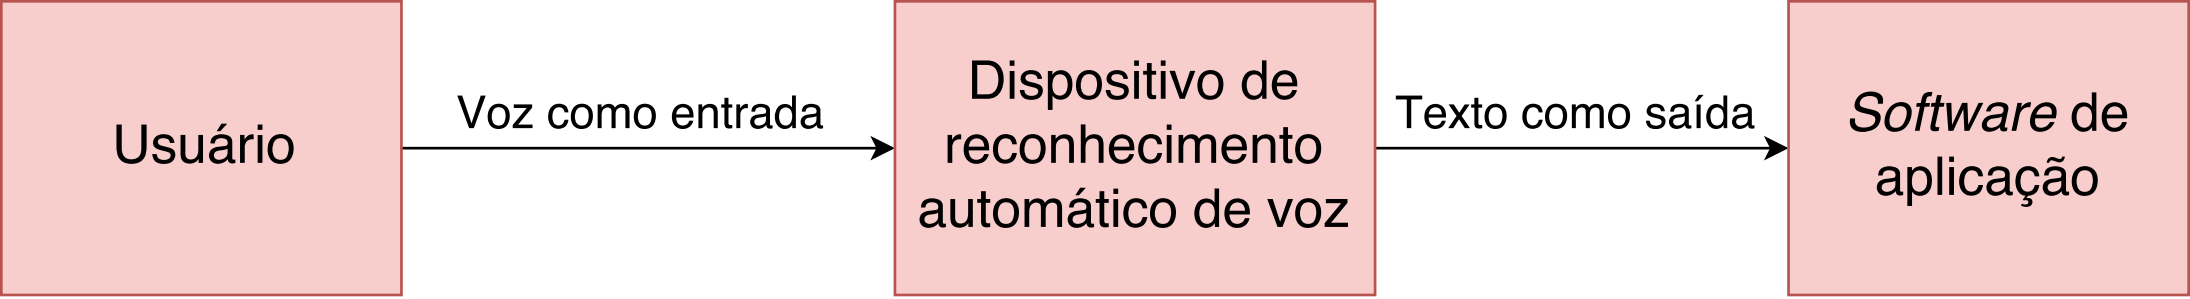 Usuário
Voz como entrada
Dispositivo de
reconhecimento
automático de voz
Texto como saída
Software de
aplicação